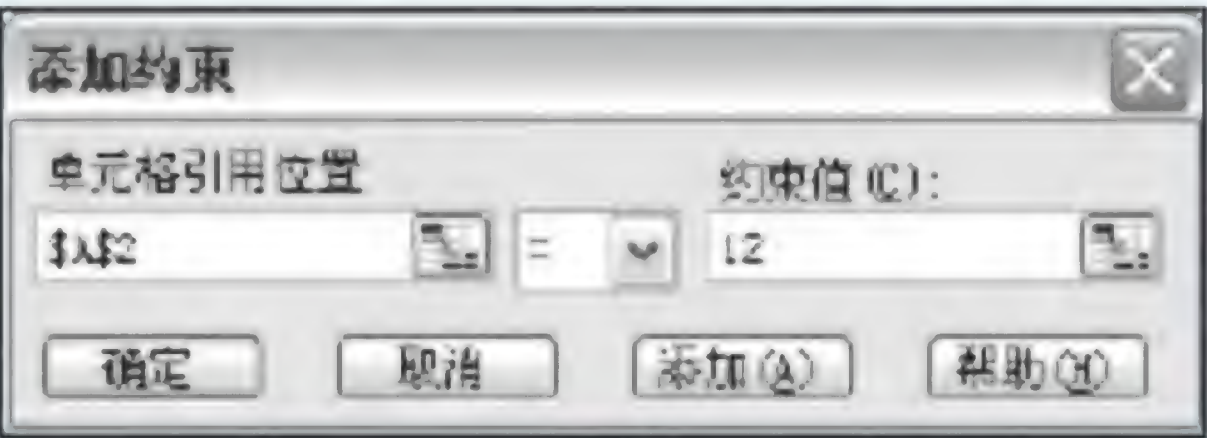 添加约束
单元格引用位置 约束值(C):
$A$2 = 12
确定 取消 添加(A) 帮助(H)